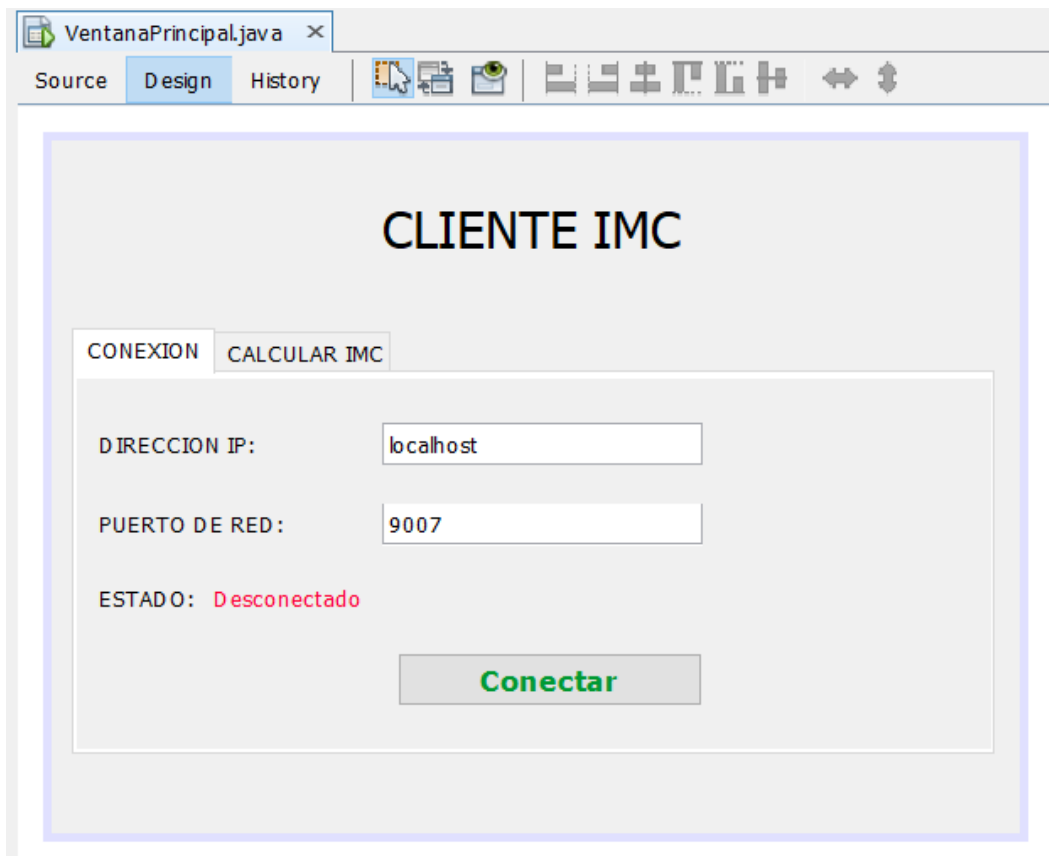 VentanaPrincipal.java ×
Source Design History
CLIENTE IMC
CONEXION CALCULAR IMC
DIRECCION IP: localhost
PUERTO DE RED: 9007
ESTADO: Desconectado
Conectar